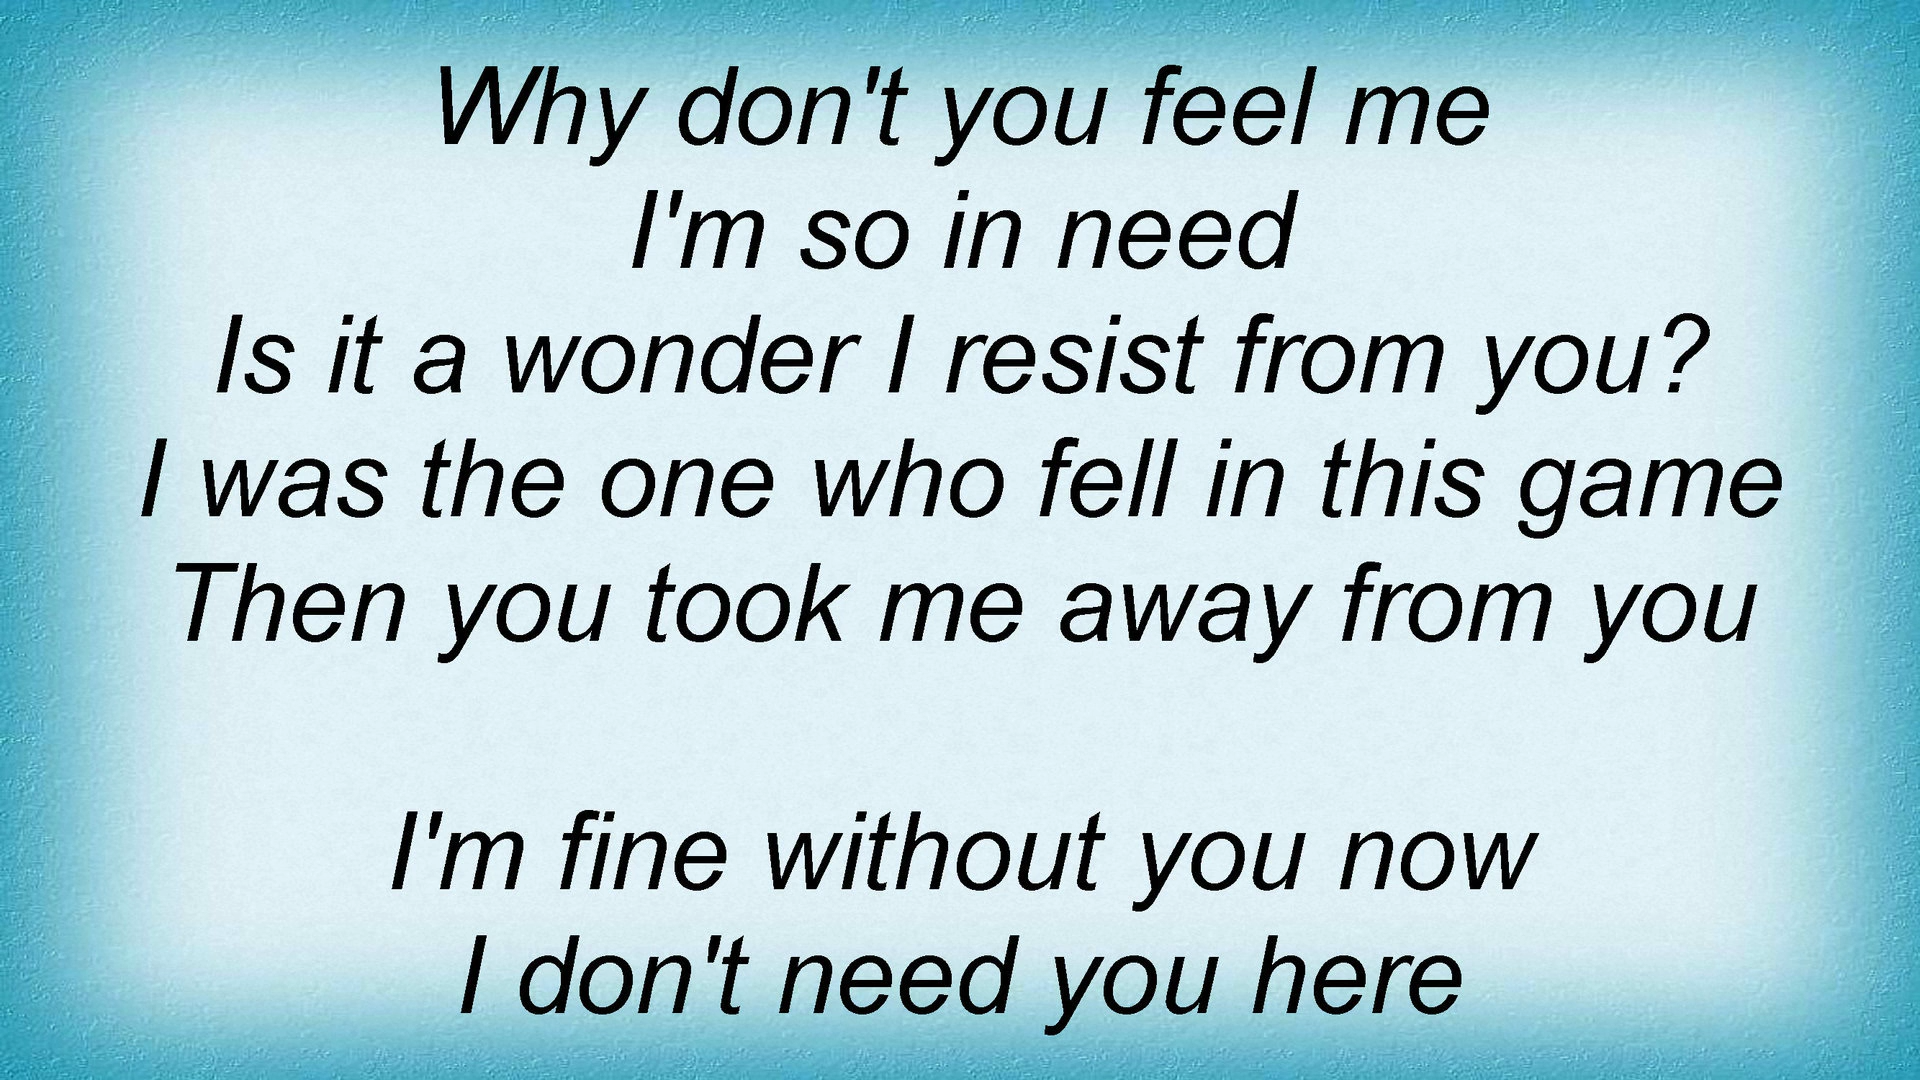 Why don't you feel me
I'm so in need
Is it a wonder I resist from you?
I was the one who fell in this game
Then you took me away from you
I'm fine without you now
I don't need you here